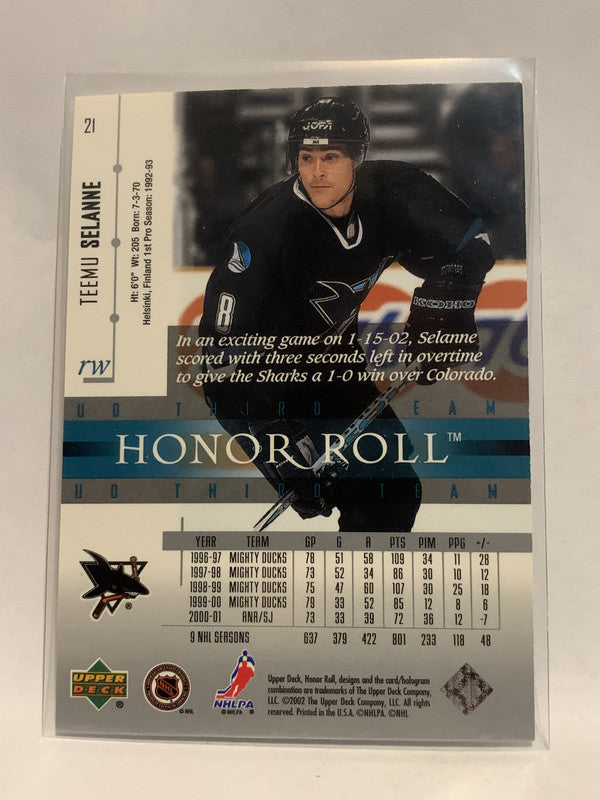 21
TEEMU SELANNE
Ht: 6'0" Wt: 205 Born: 7-3-70
Helsinki, Finland 1st Pro Season: 1992-93
rw
JOFA
8
KOHO
In an exciting game on 1-15-02, Selanne
scored with three seconds left in overtime
to give the Sharks a 1-0 win over Colorado.
UD THIRD TEAM
HONOR ROLL™
UD THIRD TEAM
YEAR TEAM GP G A PTS PIM PPG +/-
1996-97 MIGHTY DUCKS 78 51 58 109 34 11 28
1997-98 MIGHTY DUCKS 73 52 34 86 30 10 12
1998-99 MIGHTY DUCKS 75 47 60 107 30 25 18
1999-00 MIGHTY DUCKS 79 33 52 85 12 8 6
2000-01 ANA/SJ 73 33 39 72 36 12 -7
9 NHL SEASONS 637 379 422 801 233 118 48
UPPER DECK ®
NHL
©NHL
NHLPA
®NHLPA ®
Upper Deck, Honor Roll, designs and the card/hologram
combination are trademarks of The Upper Deck Company,
LLC. ©2002 The Upper Deck Company, LLC. All rights
reserved. Printed in the U.S.A. ©NHLPA. ©NHL